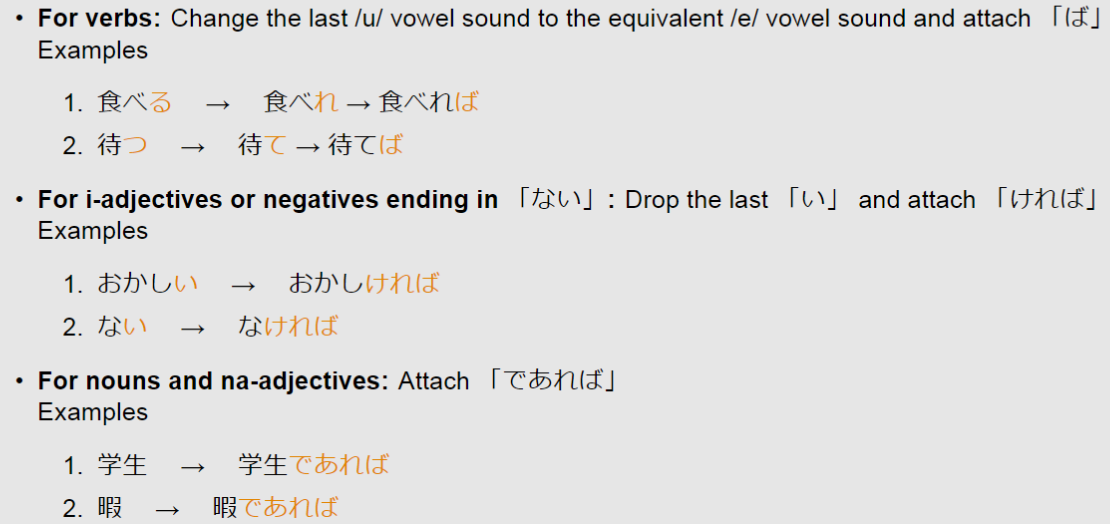 • For verbs: Change the last /u/ vowel sound to the equivalent /e/ vowel sound and attach 「ば」
Examples
1. 食べる → 食べれ → 食べれば
2. 待つ → 待て → 待てば
• For i-adjectives or negatives ending in 「ない」: Drop the last 「い」 and attach 「ければ」
Examples
1. おかしい → おかしければ
2. ない → なければ
• For nouns and na-adjectives: Attach 「であれば」
Examples
1. 学生 → 学生であれば
2. 暇 → 暇であれば